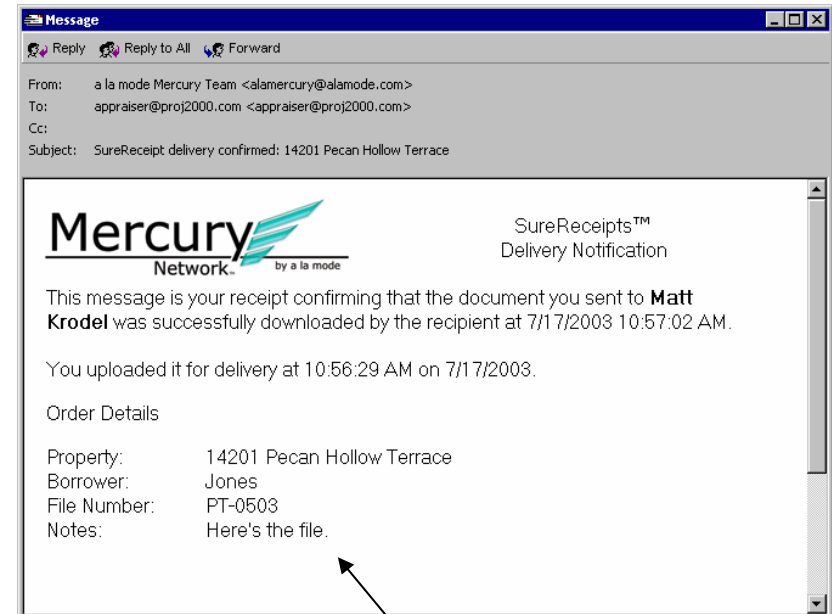 Message
Reply Reply to All Forward
From: a la mode Mercury Team <alamercury@alamode.com>
To: appraiser@proj2000.com <appraiser@proj2000.com>
Cc:
Subject: SureReceipt delivery confirmed: 14201 Pecan Hollow Terrace
Mercury
Network™ by a la mode
SureReceipts™
Delivery Notification
This message is your receipt confirming that the document you sent to Matt
Krodel was successfully downloaded by the recipient at 7/17/2003 10:57:02 AM.
You uploaded it for delivery at 10:56:29 AM on 7/17/2003.
Order Details
Property: 14201 Pecan Hollow Terrace
Borrower: Jones
File Number: PT-0503
Notes: Here's the file.